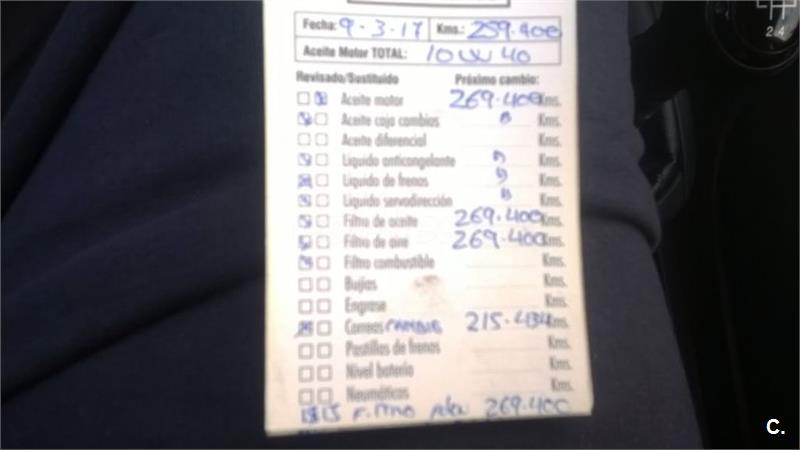 Fecha: 9-3-17 Kms.: 259.400
Aceite Motor TOTAL: 10W40
Revisado/Sustituido Próximo cambio:
Aceite motor 269.400 Kms.
Aceite caja cambios Kms.
Aceite diferencial Kms.
Liquido anticongelante Kms.
Liquido de frenos Kms.
Liquido servodirección Kms.
Filtro de aceite 269.400 Kms.
Filtro de aire 269.400 Kms.
Filtro combustible Kms.
Bujías Kms.
Engrase Kms.
Correas CAMBIO 215.434 Kms.
Pastillas de frenos Kms.
Nivel batería Kms.
Neumáticos Kms.
269.400
2 4
C.